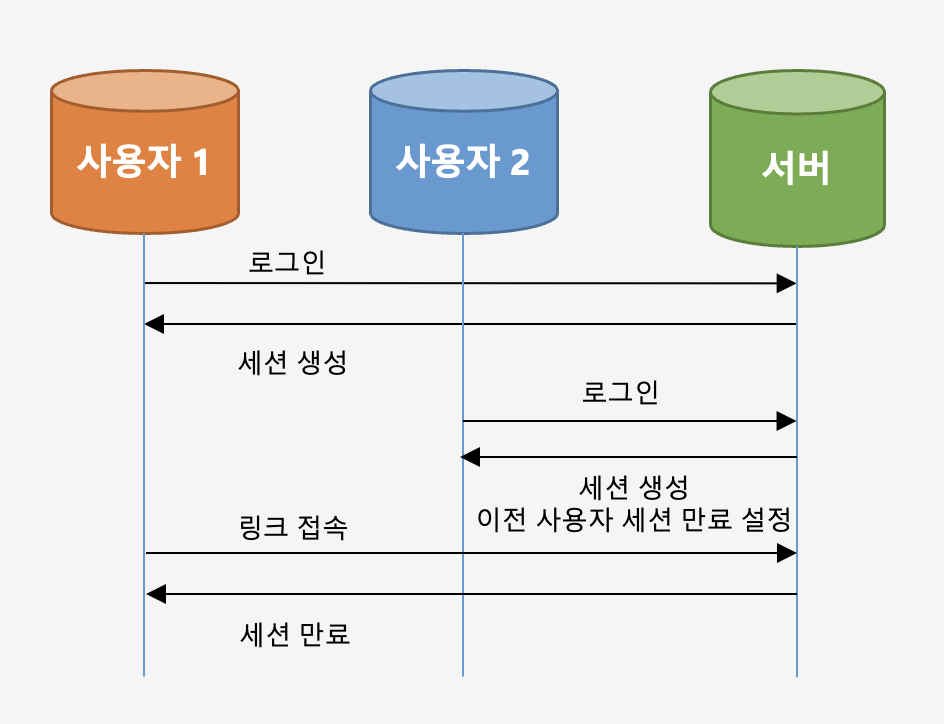 사용자 1
사용자 2
서버
로그인
세션 생성
로그인
세션 생성
이전 사용자 세션 만료 설정
링크 접속
세션 만료